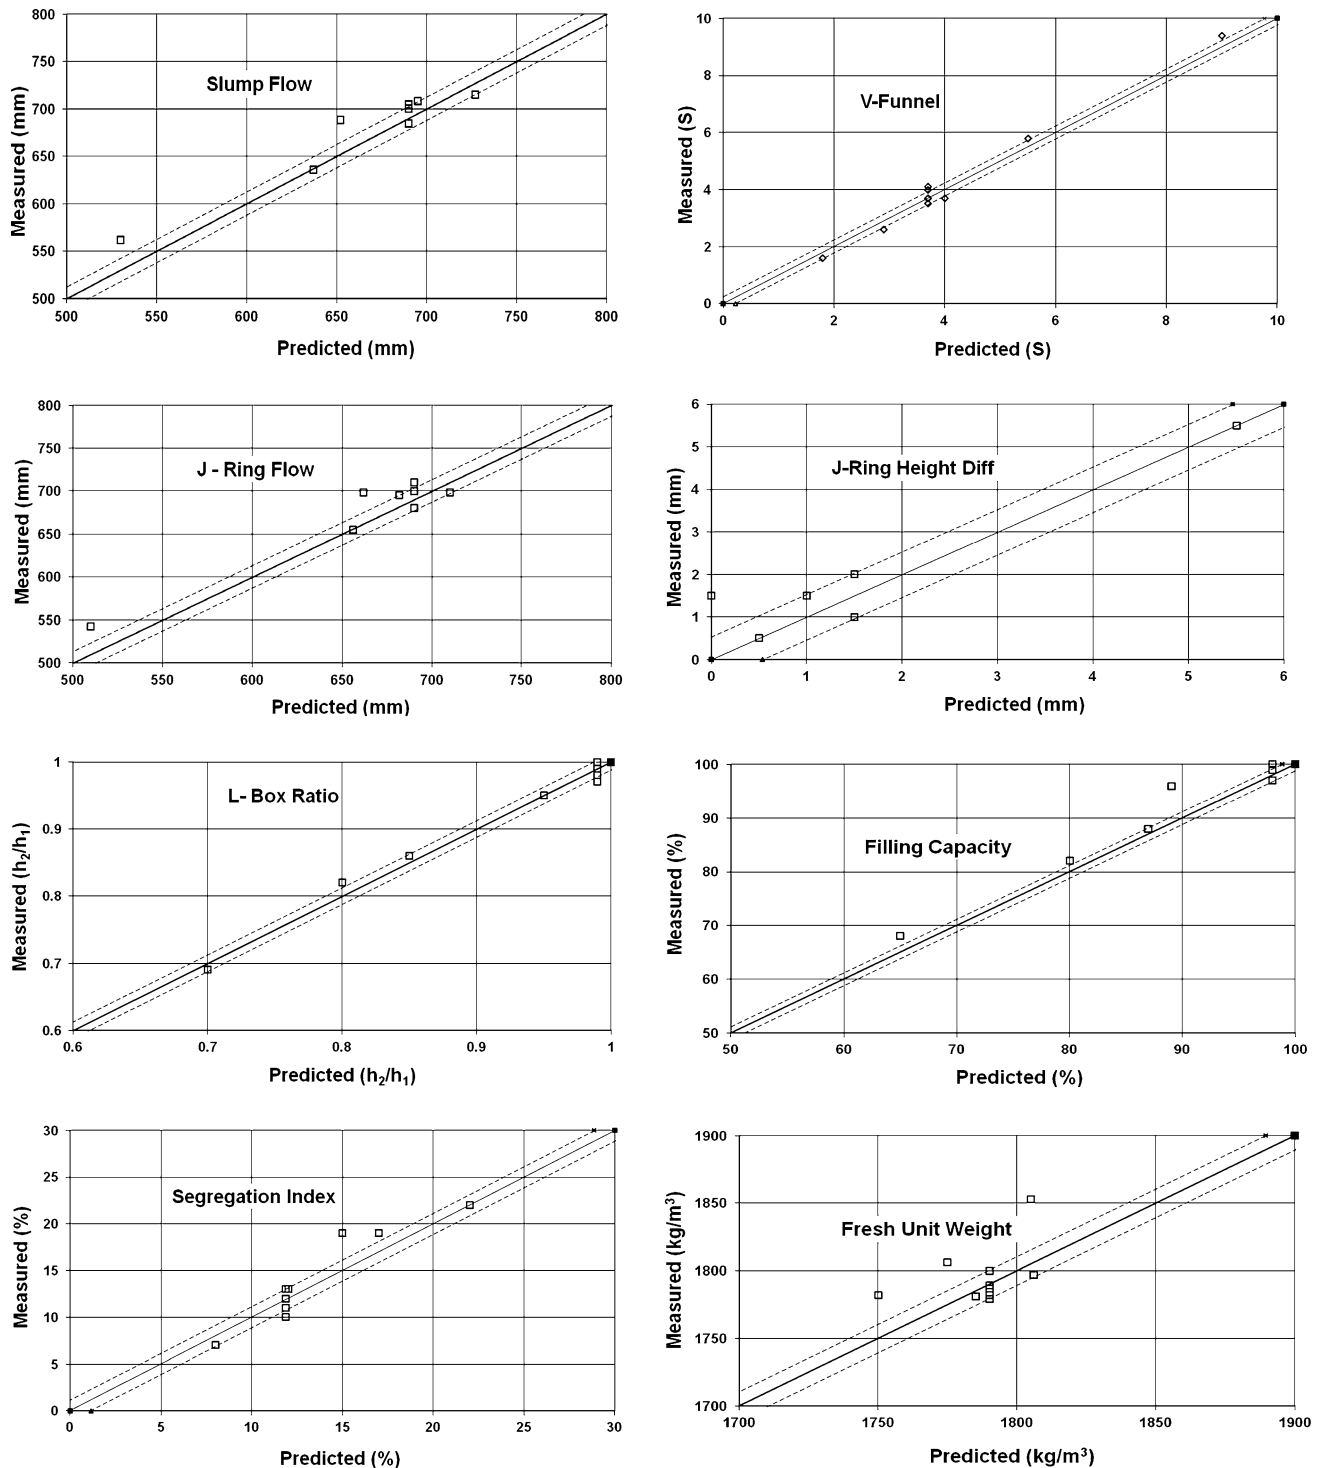 Slump Flow
Measured (mm)
800
750
700
650
600
550
500
500 550 600 650 700 750 800
Predicted (mm)
V-Funnel
Measured (S)
10
8
6
4
2
0
0 2 4 6 8 10
Predicted (S)
J - Ring Flow
Measured (mm)
800
750
700
650
600
550
500
500 550 600 650 700 750 800
Predicted (mm)
J-Ring Height Diff
Measured (mm)
6
5
4
3
2
1
0
0 1 2 3 4 5 6
Predicted (mm)
L- Box Ratio
Measured (h₂/h₁)
1
0.9
0.8
0.7
0.6
0.6 0.7 0.8 0.9 1
Predicted (h₂/h₁)
Filling Capacity
Measured (%)
100
90
80
70
60
50
50 60 70 80 90 100
Predicted (%)
Segregation Index
Measured (%)
30
25
20
15
10
5
0
0 5 10 15 20 25 30
Predicted (%)
Fresh Unit Weight
Measured (kg/m³)
1900
1850
1800
1750
1700
1700 1750 1800 1850 1900
Predicted (kg/m³)